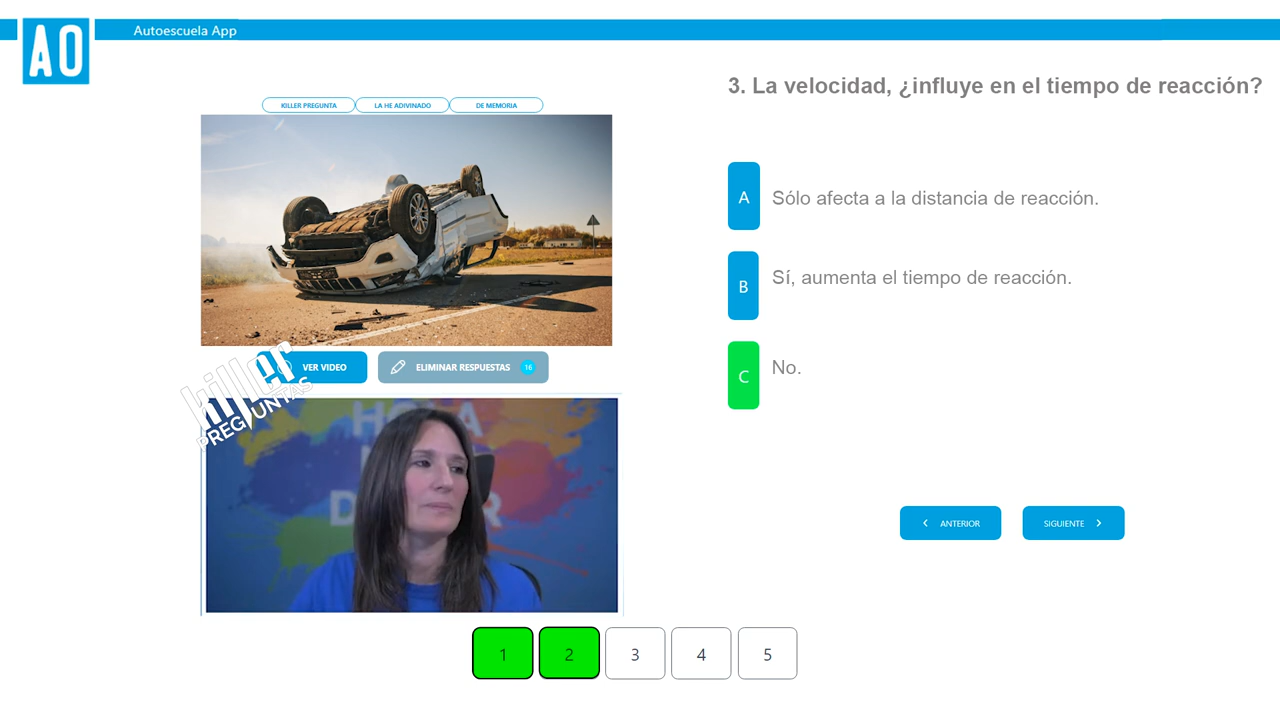 AO
Autoescuela App
3. La velocidad, ¿influye en el tiempo de reacción?
KILLER PREGUNTA
LA HE ADIVINADO
DE MEMORIA
A
Sólo afecta a la distancia de reacción.
B
Sí, aumenta el tiempo de reacción.
C
No.
VER VIDEO
ELIMINAR RESPUESTAS 16
killer
PREGUNTAS
HOLA
ANTERIOR
SIGUIENTE
1
2
3
4
5